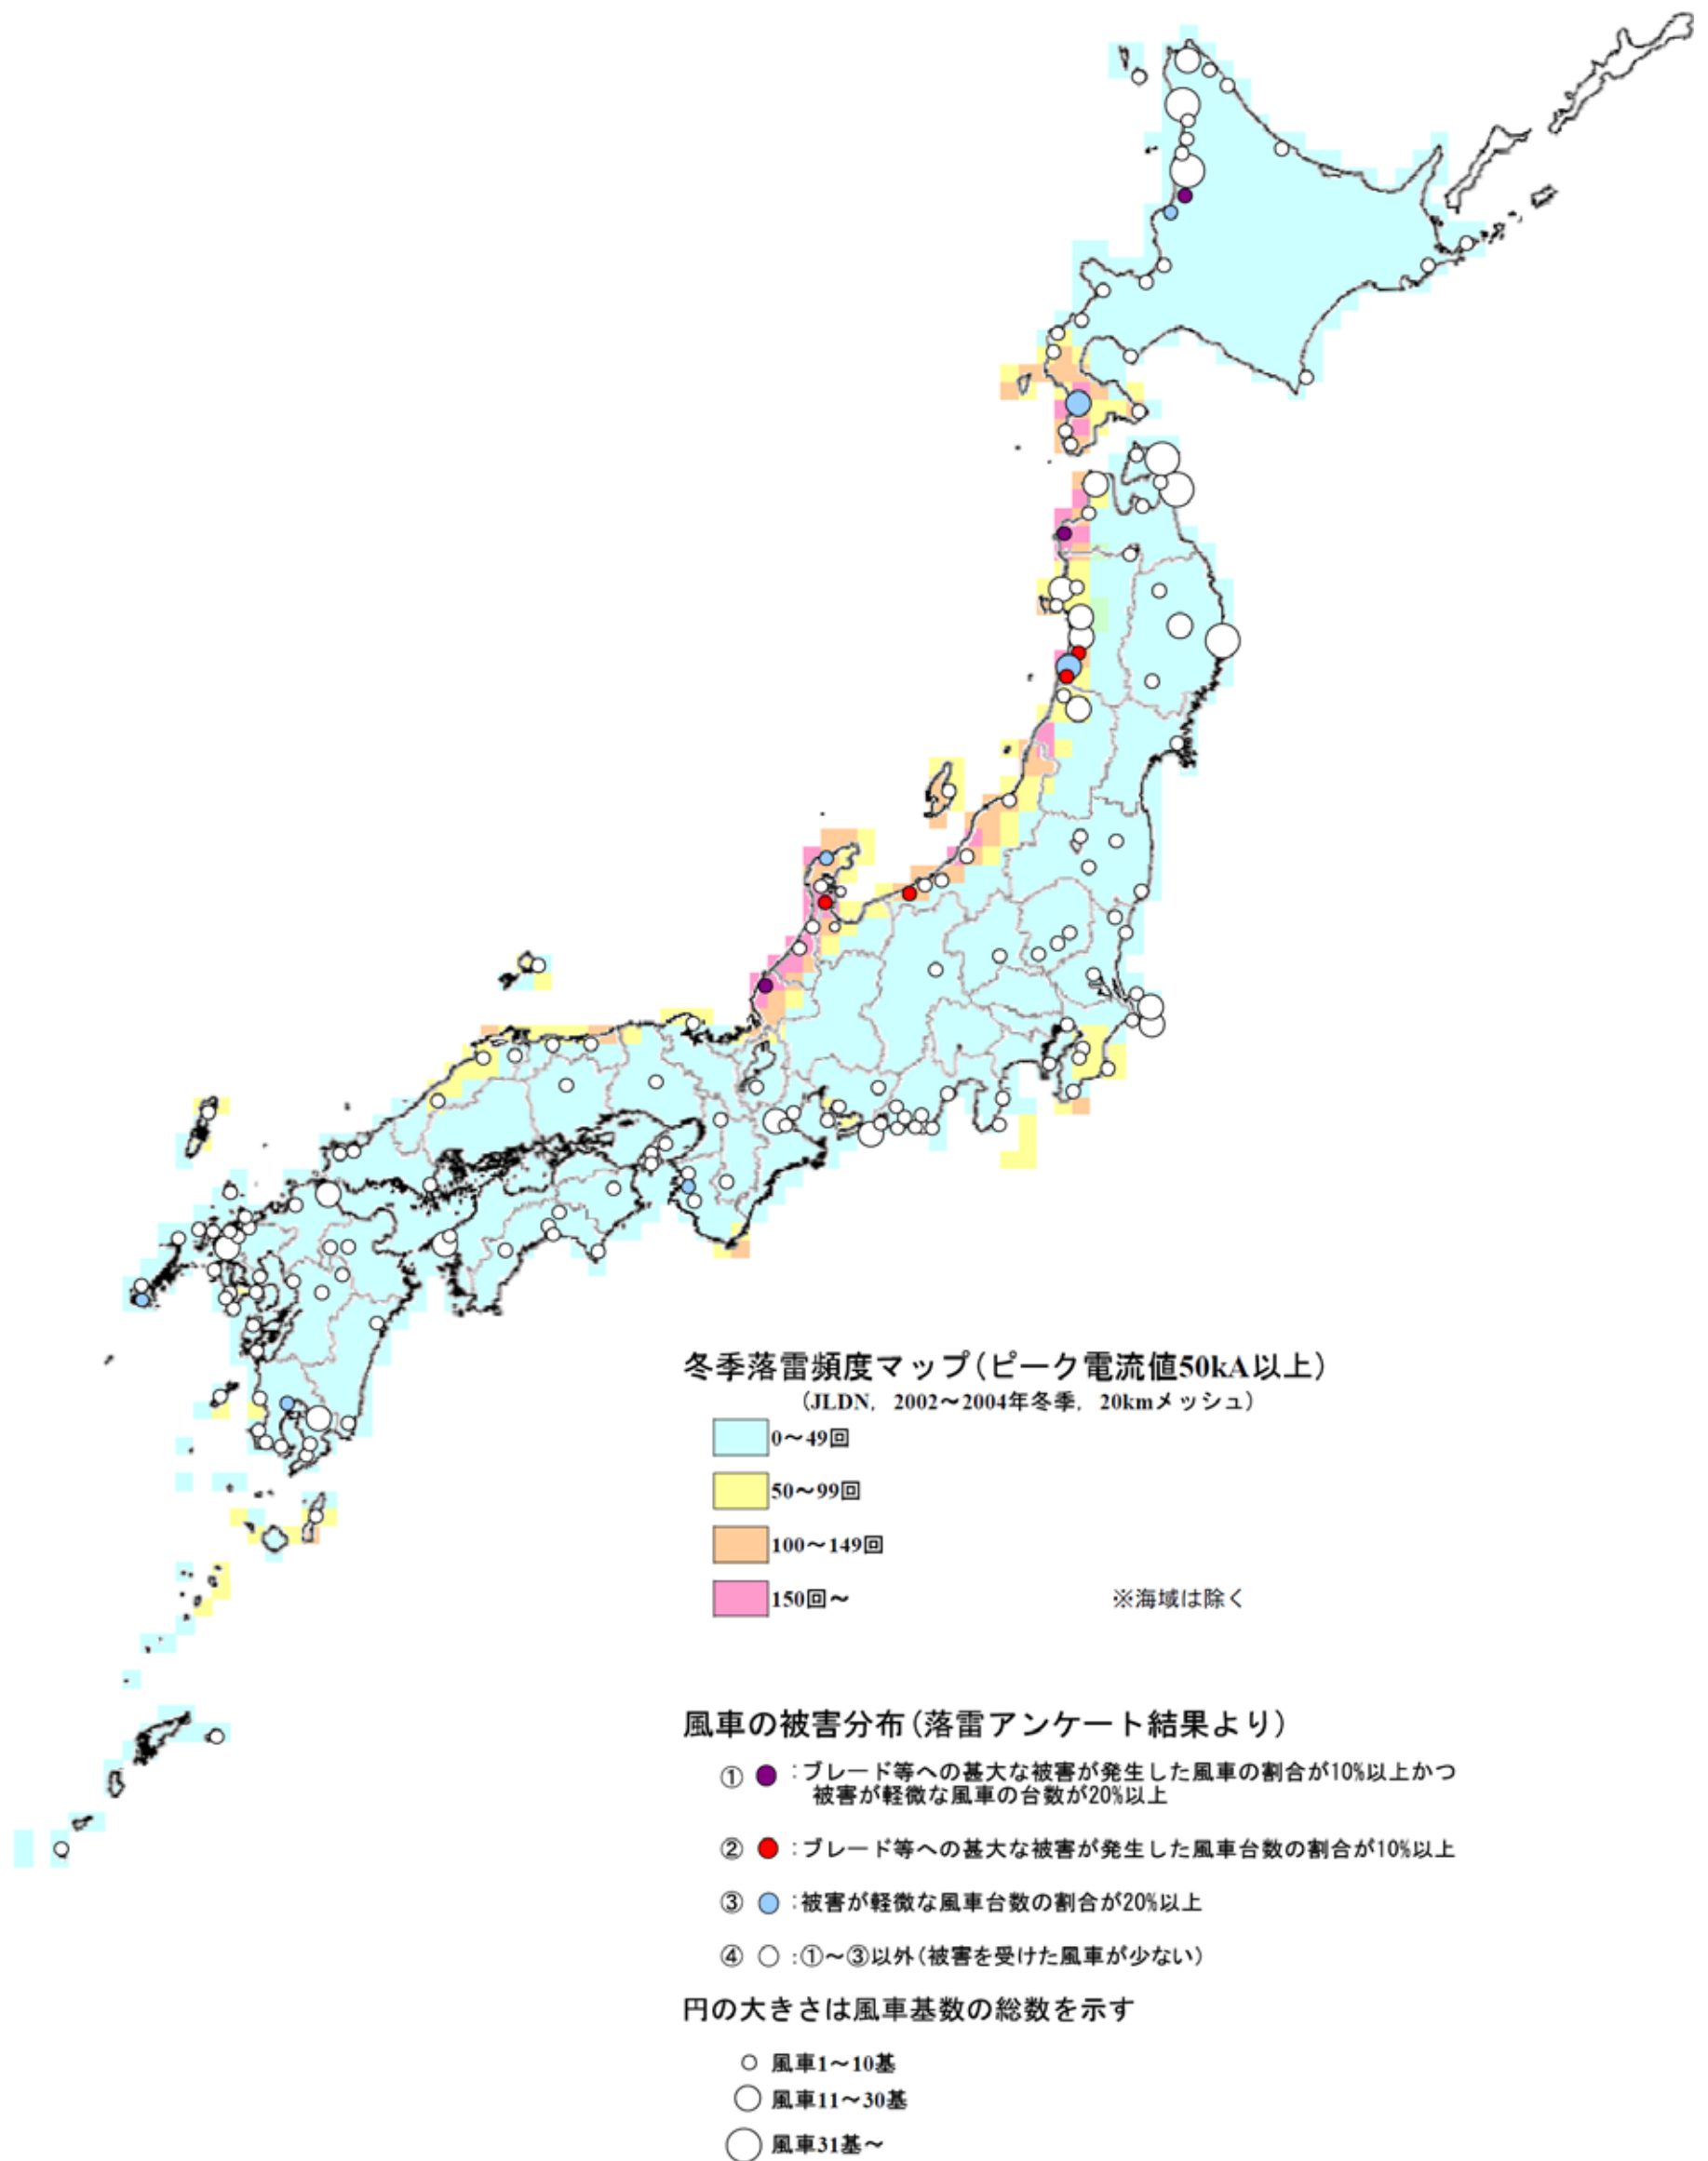 冬季落雷頻度マップ(ピーク電流値50kA以上)
(JLDN, 2002~2004年冬季, 20kmメッシュ)
0~49回
50~99回
100~149回
150回~ ※海域は除く
風車の被害分布(落雷アンケート結果より)
① :ブレード等への甚大な被害が発生した風車の割合が10%以上かつ
被害が軽微な風車の台数が20%以上
② :ブレード等への甚大な被害が発生した風車台数の割合が10%以上
③ :被害が軽微な風車台数の割合が20%以上
④ :①~③以外(被害を受けた風車が少ない)
円の大きさは風車基数の総数を示す
風車1~10基
風車11~30基
風車31基~